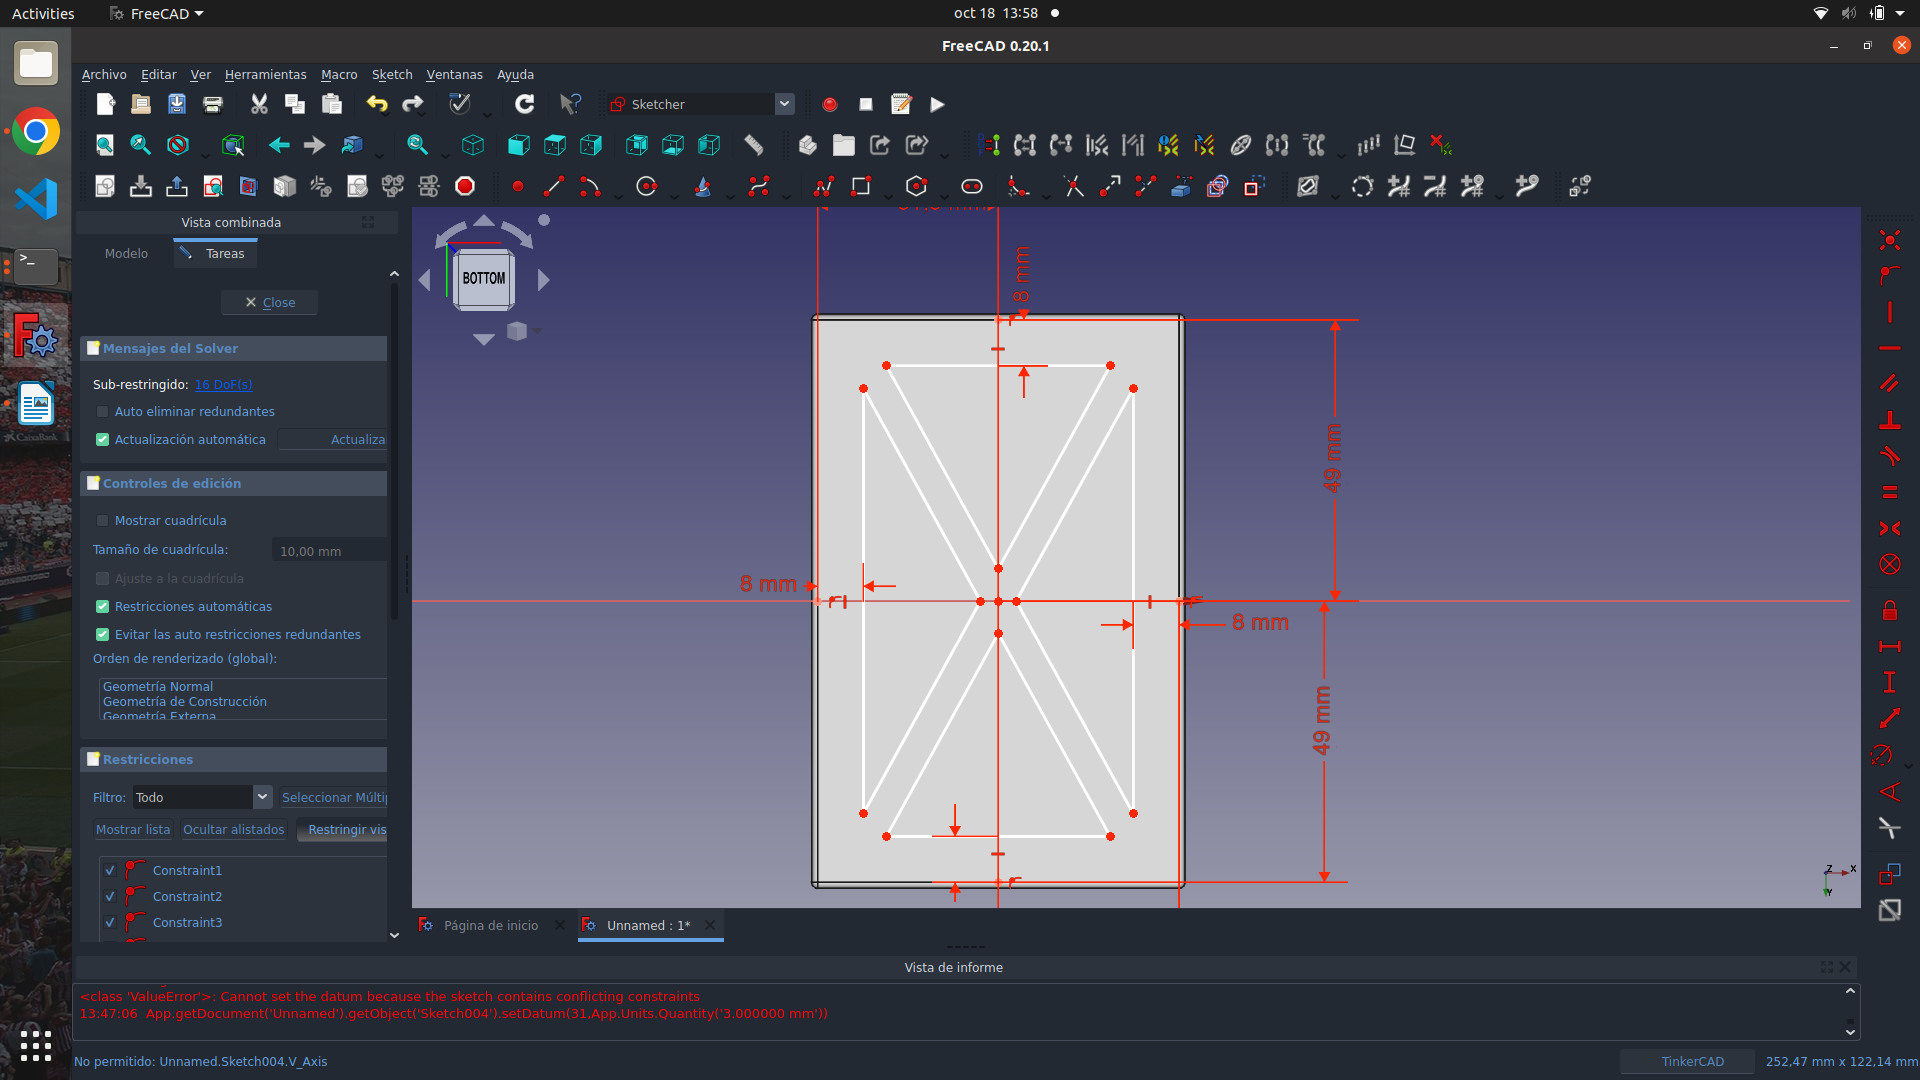 Activities
FreeCAD
oct 18 13:58
FreeCAD 0.20.1
Archivo Editar Ver Herramientas Macro Sketch Ventanas Ayuda
Sketcher
Vista combinada
Modelo Tareas
Close
Mensajes del Solver
Sub-restringido: 16 DoF(s)
Auto eliminar redundantes
Actualización automática
Actualiza
Controles de edición
Mostrar cuadrícula
Tamaño de cuadrícula: 10,00 mm
Ajuste a la cuadrícula
Restricciones automáticas
Evitar las auto restricciones redundantes
Orden de renderizado (global):
Geometría Normal
Geometría de Construcción
Geometría Externa
Restricciones
Filtro: Todo Seleccionar Múlti
Mostrar lista Ocultar alistados Restringir vis
Constraint1
Constraint2
Constraint3
BOTTOM
8 mm
49 mm
8 mm
8 mm
49 mm
Z X
Y
CaixaBank
Página de inicio
Unnamed : 1*
Vista de informe
<class 'ValueError'>: Cannot set the datum because the sketch contains conflicting constraints
13:47:06 App.getDocument('Unnamed').getObject('Sketch004').setDatum(31,App.Units.Quantity('3.000000 mm'))
No permitido: Unnamed.Sketch004.V_Axis
TinkerCAD
252,47 mm x 122,14 mm